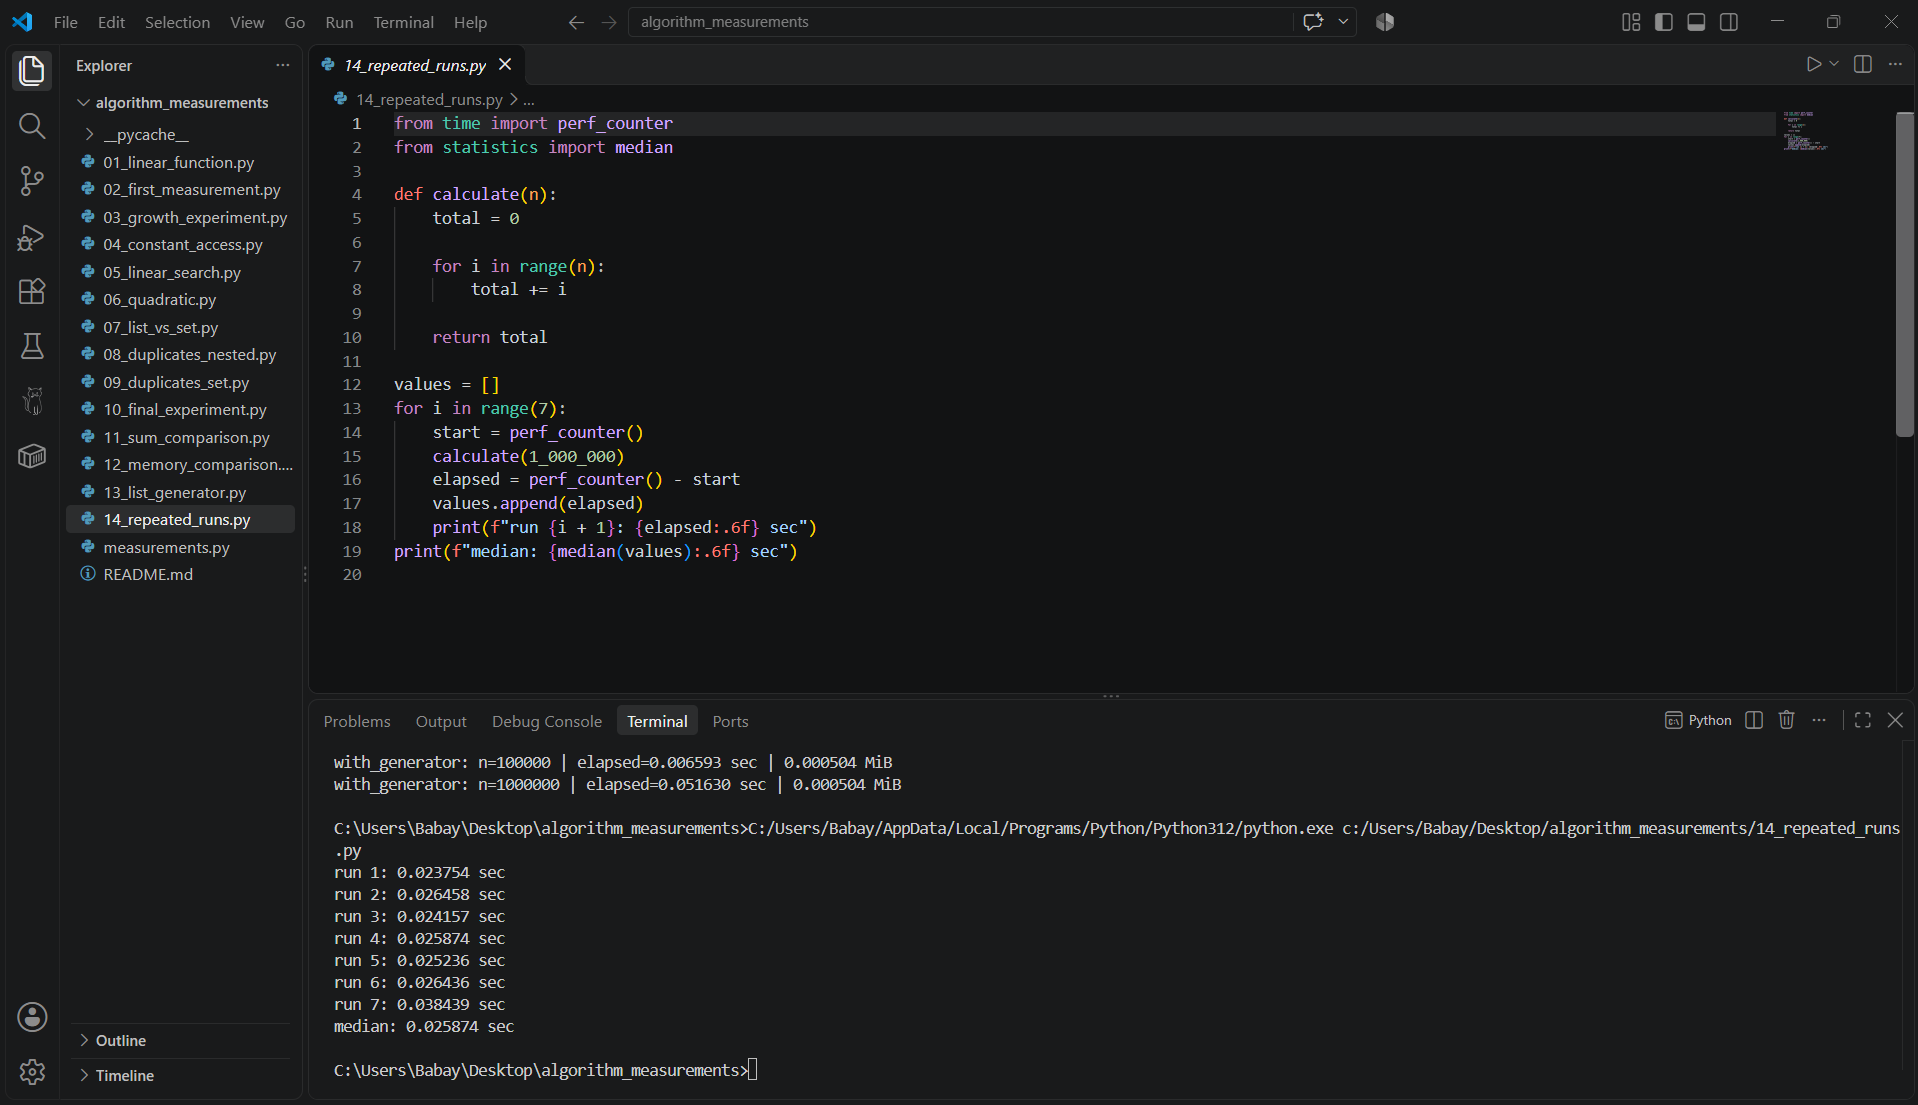 File Edit Selection View Go Run Terminal Help
algorithm_measurements
Explorer
algorithm_measurements
__pycache__
01_linear_function.py
02_first_measurement.py
03_growth_experiment.py
04_constant_access.py
05_linear_search.py
06_quadratic.py
07_list_vs_set.py
08_duplicates_nested.py
09_duplicates_set.py
10_final_experiment.py
11_sum_comparison.py
12_memory_comparison....
13_list_generator.py
14_repeated_runs.py
measurements.py
README.md
Outline
Timeline
14_repeated_runs.py
14_repeated_runs.py > ...
1 from time import perf_counter
2 from statistics import median
3
4 def calculate(n):
5     total = 0
6
7     for i in range(n):
8         total += i
9
10     return total
11
12 values = []
13 for i in range(7):
14     start = perf_counter()
15     calculate(1_000_000)
16     elapsed = perf_counter() - start
17     values.append(elapsed)
18     print(f"run {i + 1}: {elapsed:.6f} sec")
19 print(f"median: {median(values):.6f} sec")
20
Problems Output Debug Console Terminal Ports
Python
with_generator: n=100000 | elapsed=0.006593 sec | 0.000504 MiB
with_generator: n=1000000 | elapsed=0.051630 sec | 0.000504 MiB
C:\Users\Babay\Desktop\algorithm_measurements>C:/Users/Babay/AppData/Local/Programs/Python/Python312/python.exe c:/Users/Babay/Desktop/algorithm_measurements/14_repeated_runs
.py
run 1: 0.023754 sec
run 2: 0.026458 sec
run 3: 0.024157 sec
run 4: 0.025874 sec
run 5: 0.025236 sec
run 6: 0.026436 sec
run 7: 0.038439 sec
median: 0.025874 sec
C:\Users\Babay\Desktop\algorithm_measurements>